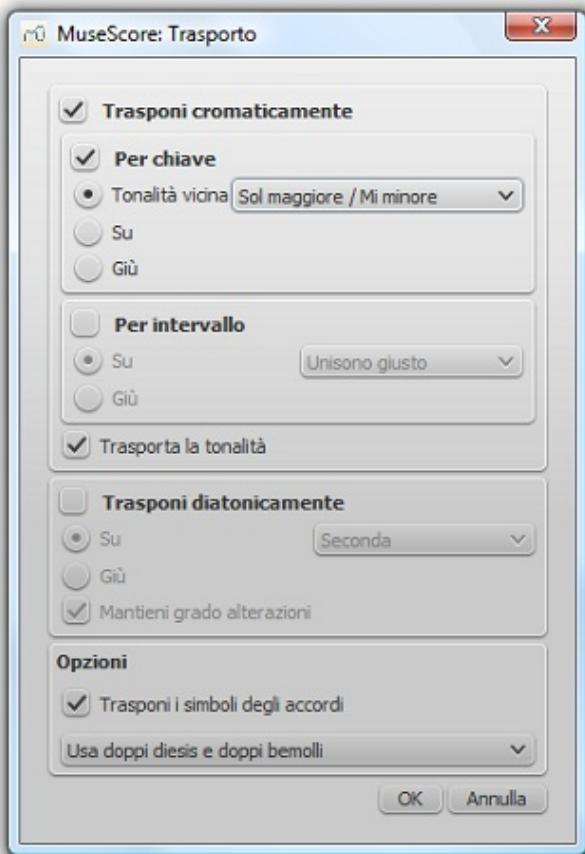 MuseScore: Trasporto
Trasponi cromaticamente
Per chiave
Tonalità vicina Sol maggiore / Mi minore
Su
Giù
Per intervallo
Su Unisono giusto
Giù
Trasporta la tonalità
Trasponi diatonicamente
Su Seconda
Giù
Mantieni grado alterazioni
Opzioni
Trasponi i simboli degli accordi
Usa doppi diesis e doppi bemolli
OK Annulla